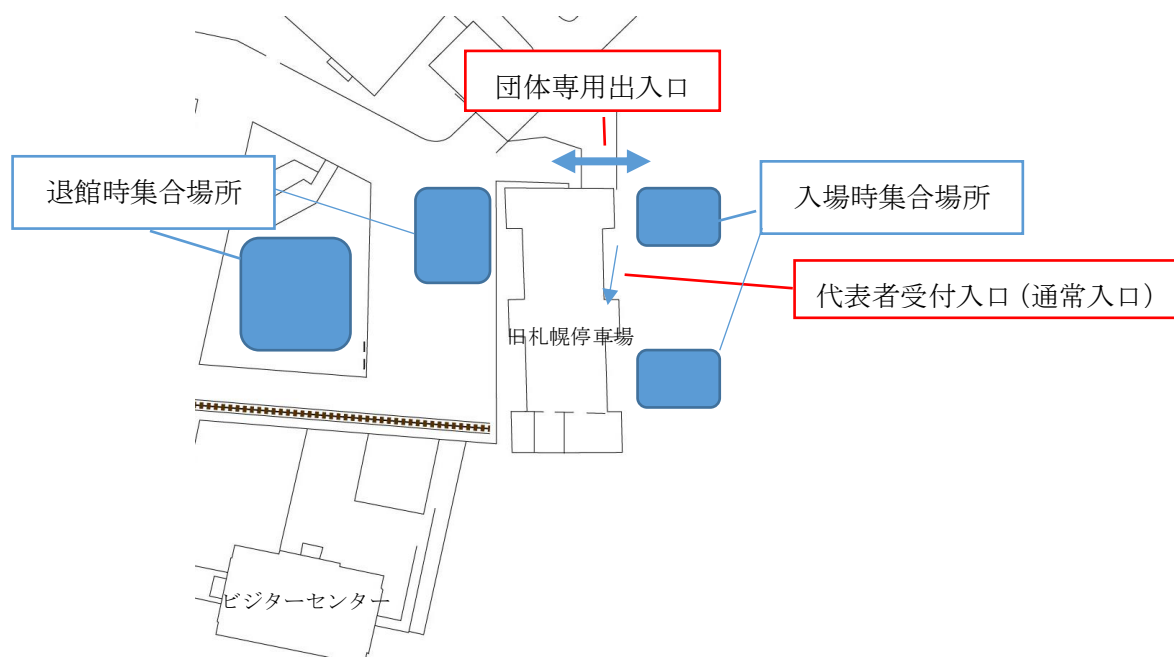 団体専用出入口
退館時集合場所
入場時集合場所
代表者受付入口（通常入口）
旧札幌停車場
ビジターセンター